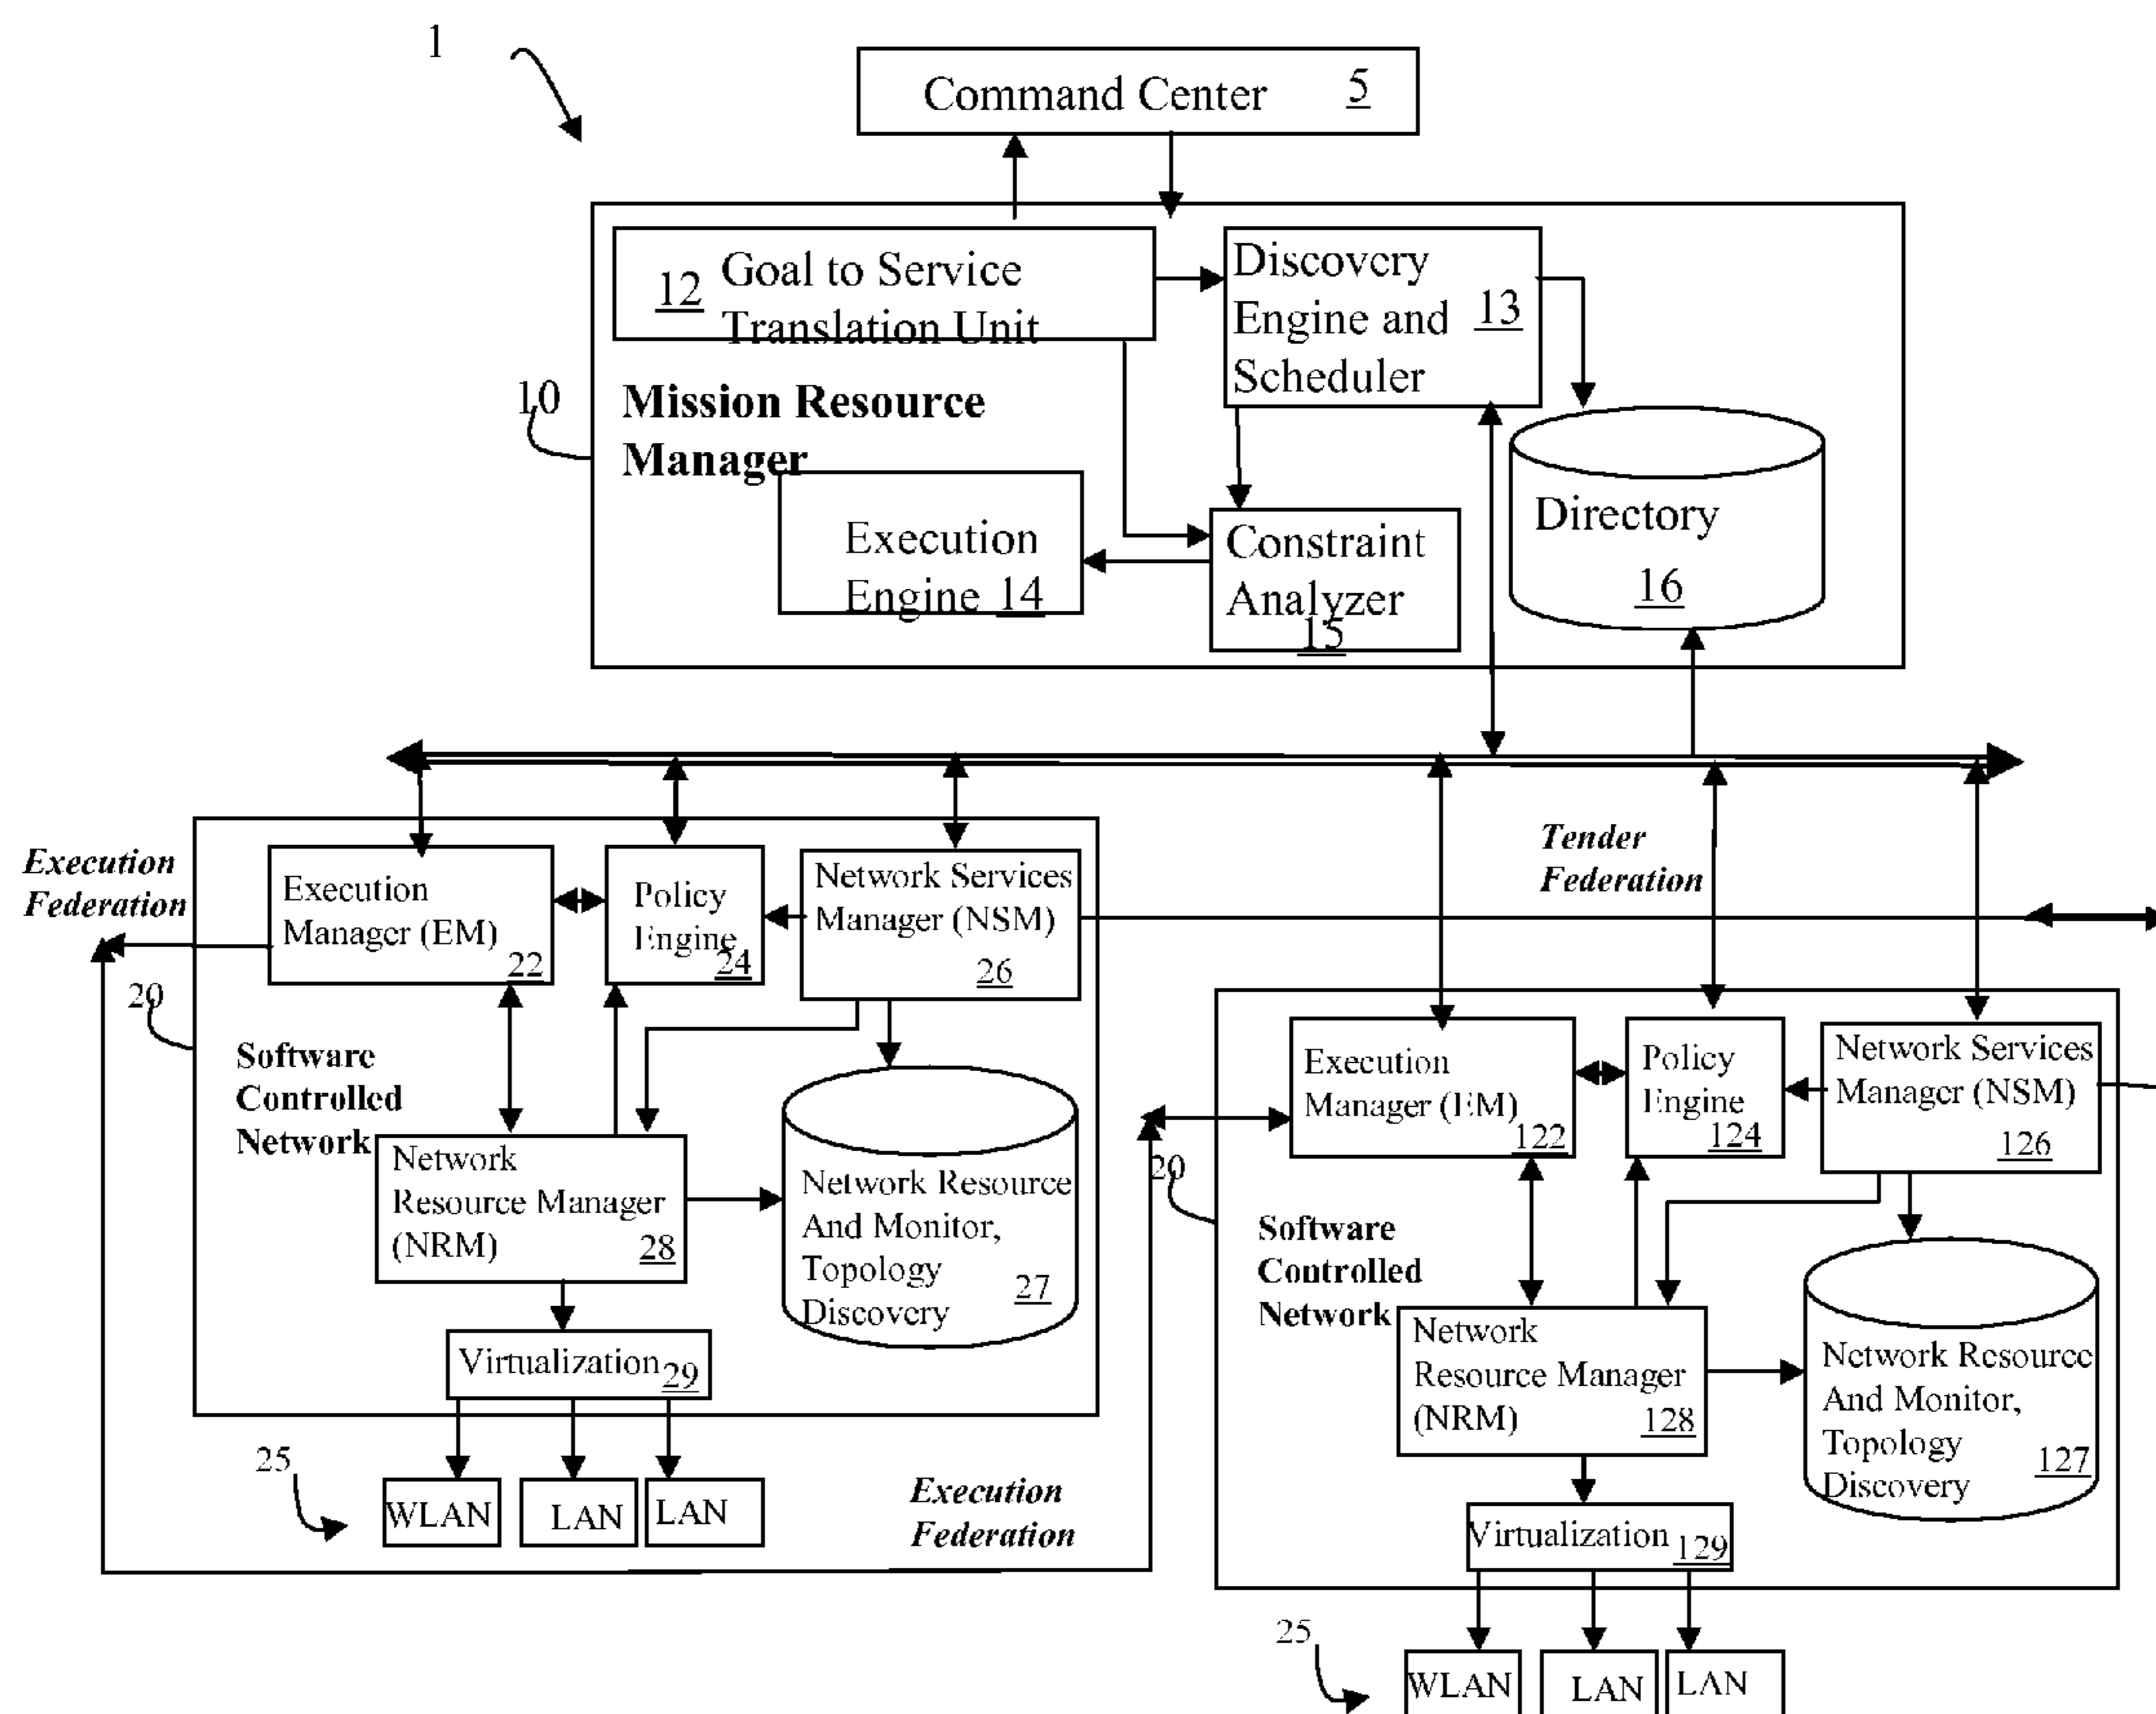 1
Command Center 5
12 Goal to Service
Translation Unit
Discovery
Engine and 13
Scheduler
10
Mission Resource
Manager
Execution
Engine 14
Constraint
Analyzer
15
Directory
16
Execution
Federation
Execution
Manager (EM)
22
Policy
Engine
24
Network Services
Manager (NSM)
26
Tender
Federation
20
Software
Controlled
Network
Network
Resource Manager
(NRM) 28
Network Resource
And Monitor,
Topology
Discovery
27
Virtualization 29
25
WLAN
LAN
LAN
Execution
Federation
Execution
Manager (EM)
122
Policy
Engine
124
Network Services
Manager (NSM)
126
20
Software
Controlled
Network
Network
Resource Manager
(NRM) 128
Network Resource
And Monitor,
Topology
Discovery
127
Virtualization 129
25
WLAN
LAN
LAN